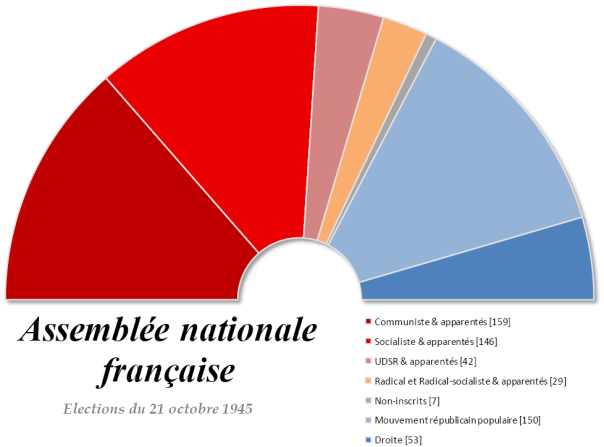 Assemblée nationale
française
Elections du 21 octobre 1945
Communiste & apparentés [159]
Socialiste & apparentés [146]
UDSR & apparentés [42]
Radical et Radical-socialiste & apparentés [29]
Non-inscrits [7]
Mouvement républicain populaire [150]
Droite [53]